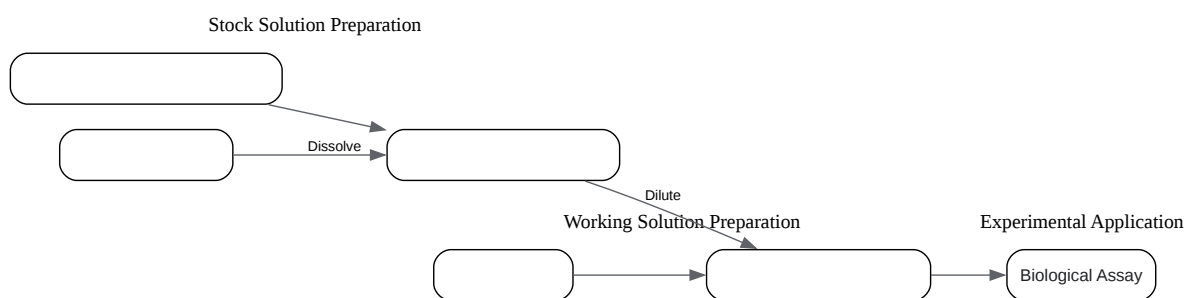 Stock Solution Preparation
Dissolve
Dilute
Working Solution Preparation
Experimental Application
Biological Assay